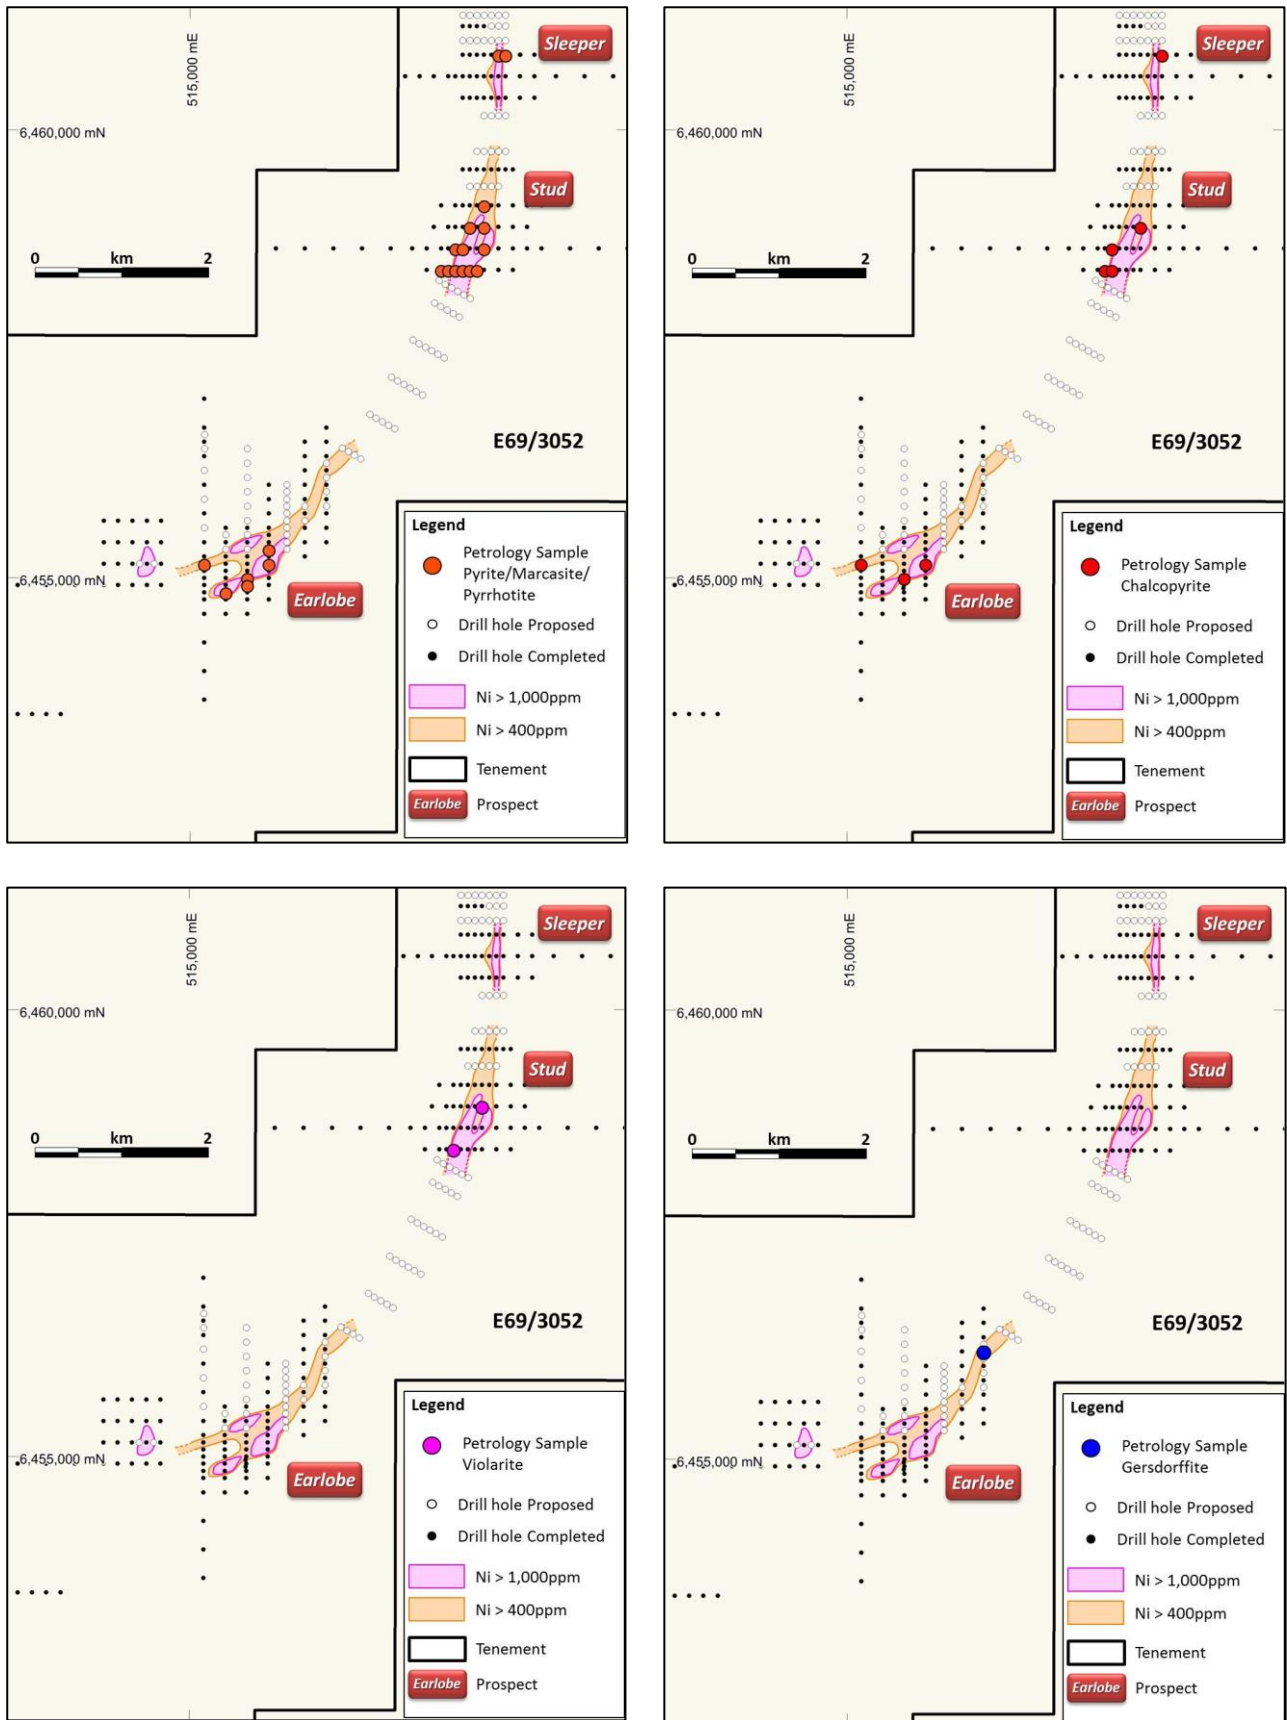 515,000 mE
Sleeper
6,460,000 mN
Stud
0 km 2
E69/3052
6,455,000 mN
Earlobe
Legend
Petrology Sample
Pyrite/Marcasite/
Pyrrhotite
Drill hole Proposed
Drill hole Completed
Ni > 1,000ppm
Ni > 400ppm
Tenement
Earlobe Prospect
515,000 mE
Sleeper
6,460,000 mN
Stud
0 km 2
E69/3052
6,455,000 mN
Earlobe
Legend
Petrology Sample
Chalcopyrite
Drill hole Proposed
Drill hole Completed
Ni > 1,000ppm
Ni > 400ppm
Tenement
Earlobe Prospect
515,000 mE
Sleeper
6,460,000 mN
Stud
0 km 2
E69/3052
6,455,000 mN
Earlobe
Legend
Petrology Sample
Violarite
Drill hole Proposed
Drill hole Completed
Ni > 1,000ppm
Ni > 400ppm
Tenement
Earlobe Prospect
515,000 mE
Sleeper
6,460,000 mN
Stud
0 km 2
E69/3052
6,455,000 mN
Earlobe
Legend
Petrology Sample
Gersdorffite
Drill hole Proposed
Drill hole Completed
Ni > 1,000ppm
Ni > 400ppm
Tenement
Earlobe Prospect